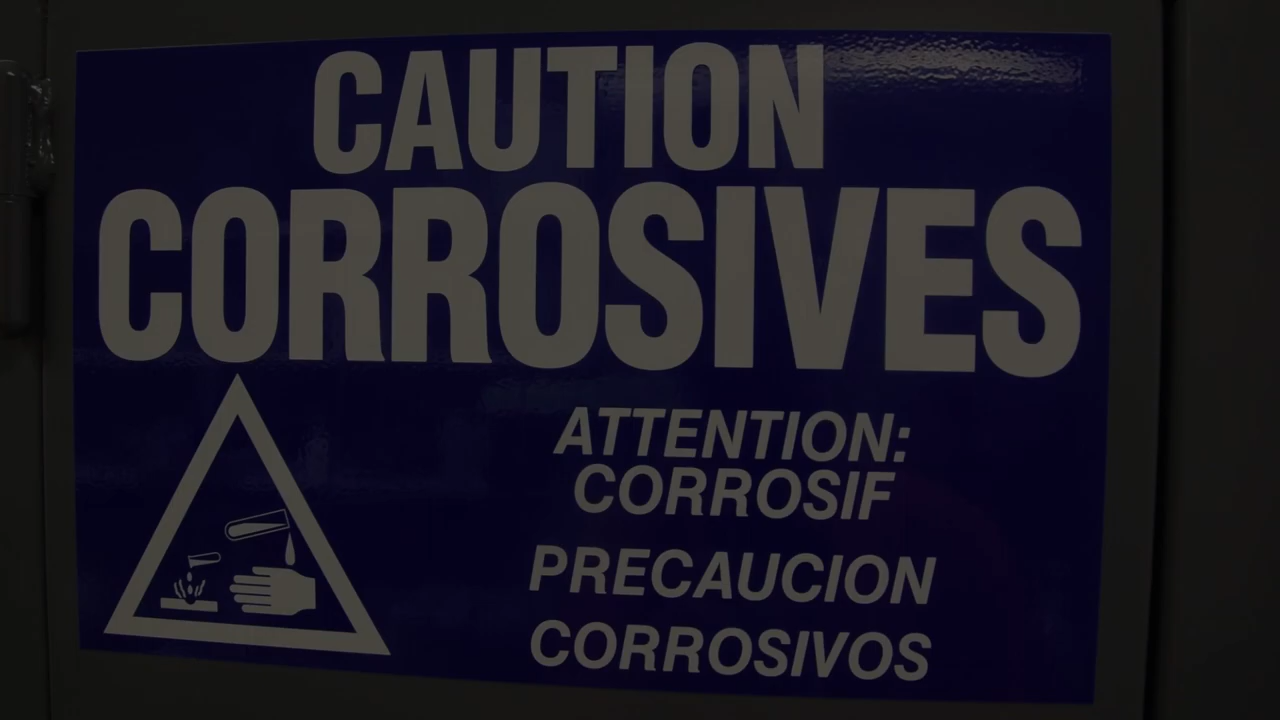 CAUTION
CORROSIVES
ATTENTION:
CORROSIF
PRECAUCION
CORROSIVOS